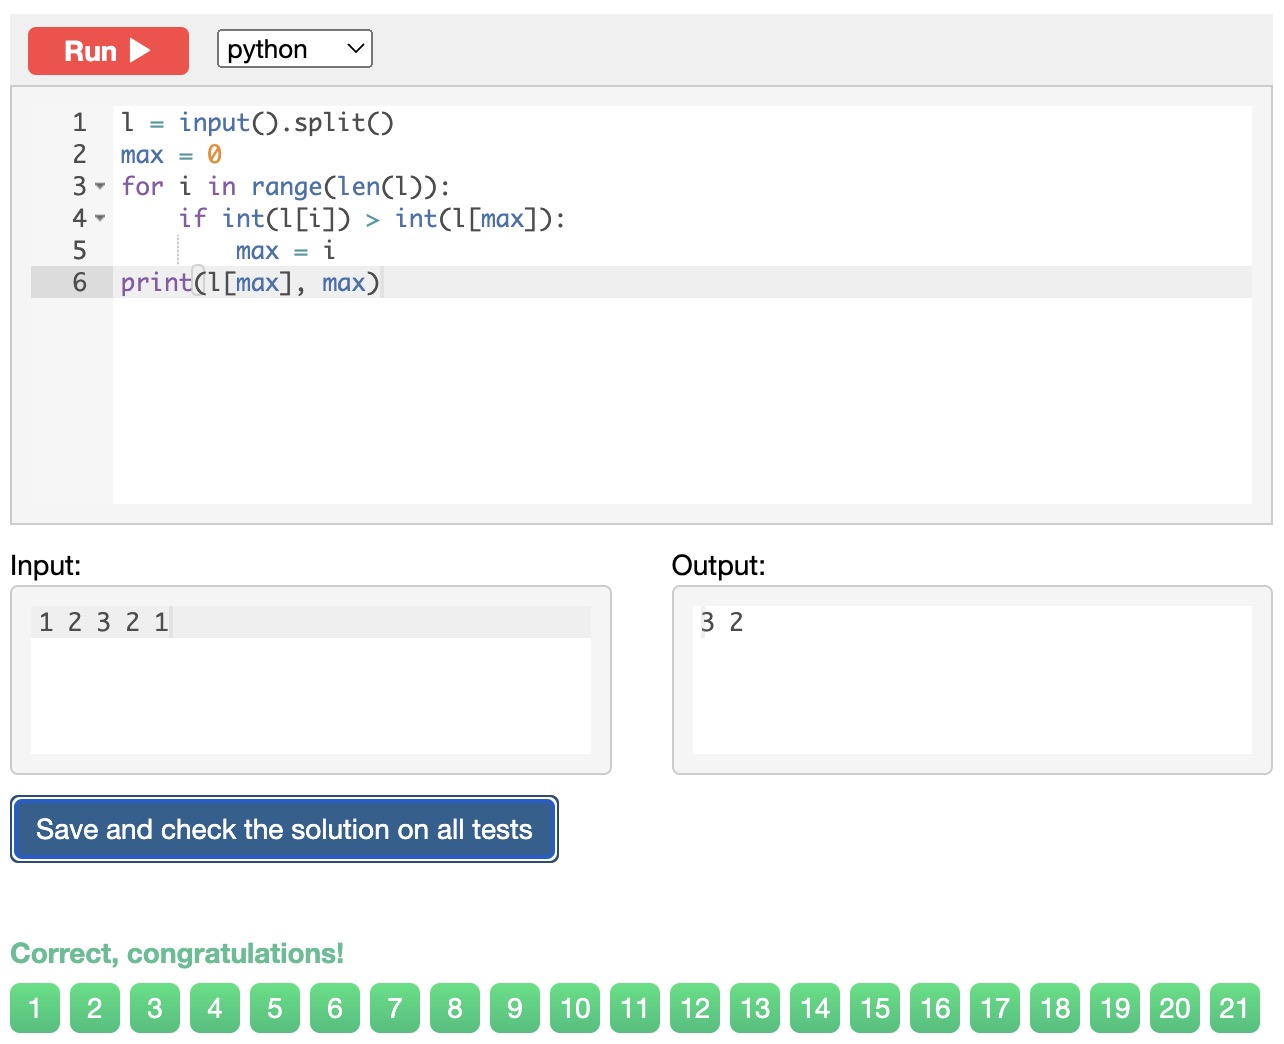 Run python
1 l = input().split()
2 max = 0
3 for i in range(len(l)):
4     if int(l[i]) > int(l[max]):
5         max = i
6 print(l[max], max)
Input:
1 2 3 2 1
Output:
3 2
Save and check the solution on all tests
Correct, congratulations!
1 2 3 4 5 6 7 8 9 10 11 12 13 14 15 16 17 18 19 20 21